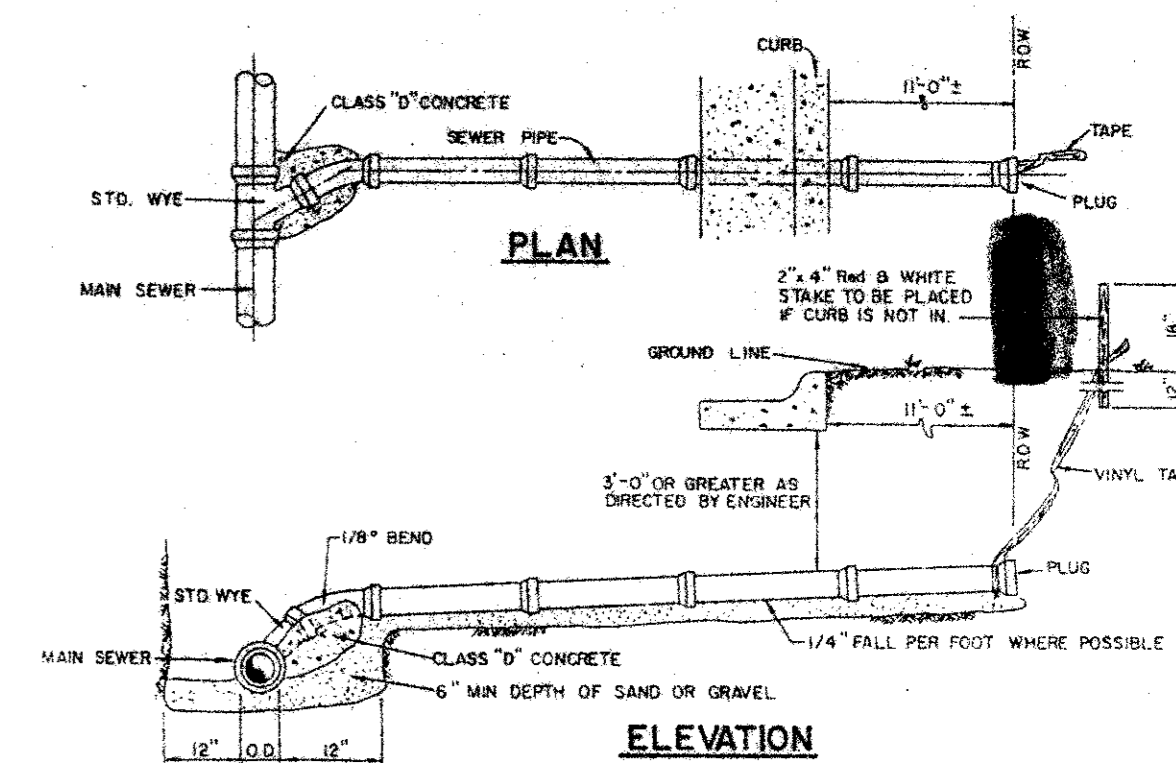 CURB
ROW
11'-0" ±
CLASS "D" CONCRETE
TAPE
SEWER PIPE
STD. WYE
PLUG
PLAN
2"x 4" Red & WHITE
STAKE TO BE PLACED
IF CURB IS NOT IN.
MAIN SEWER
GROUND LINE
11'-0" ±
ROW
VINYL TA
3'-0" OR GREATER AS
DIRECTED BY ENGINEER
1/8° BEND
STD. WYE
PLUG
1/4" FALL PER FOOT WHERE POSSIBLE
MAIN SEWER
CLASS "D" CONCRETE
6" MIN DEPTH OF SAND OR GRAVEL
12" O.D. 12"
ELEVATION